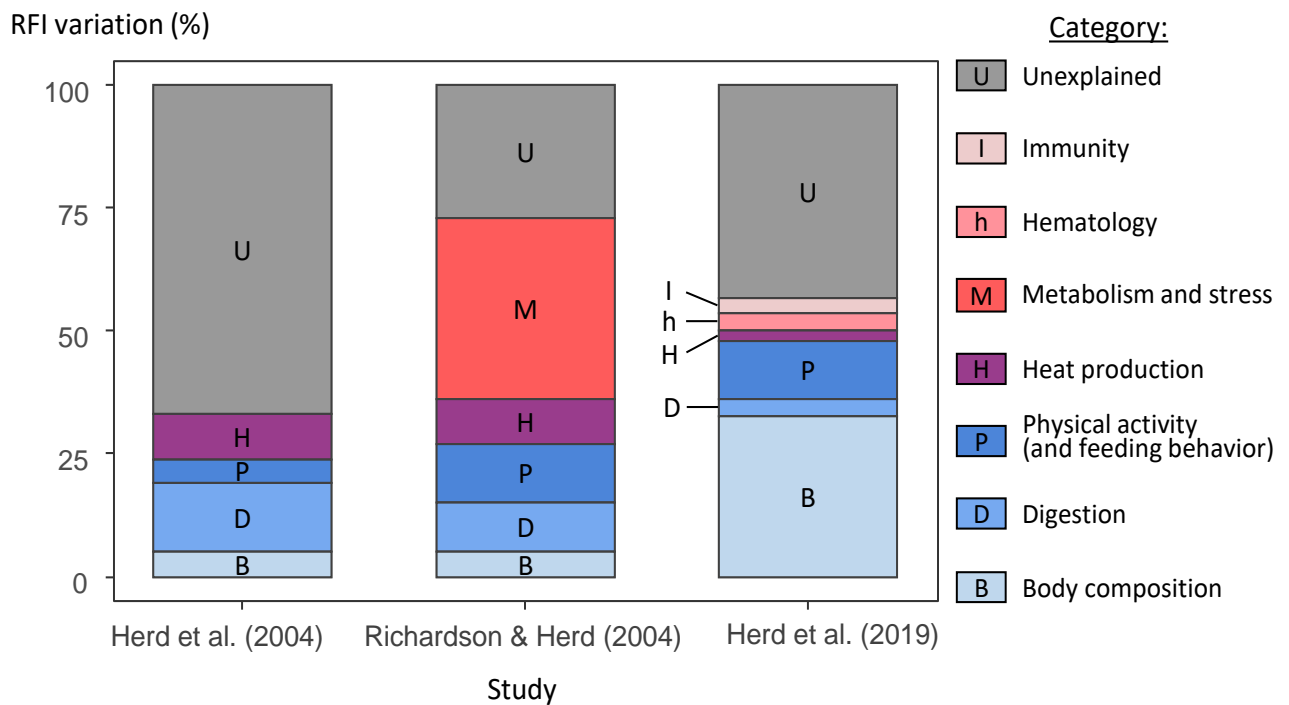 RFI variation (%)
100
75
50
25
0
U
H
P
D
B
U
M
H
P
D
B
U
I
h
H
P
D
B
Herd et al. (2004)
Richardson & Herd (2004)
Herd et al. (2019)
Study
Category:
U Unexplained
I Immunity
h Hematology
M Metabolism and stress
H Heat production
P Physical activity
(and feeding behavior)
D Digestion
B Body composition